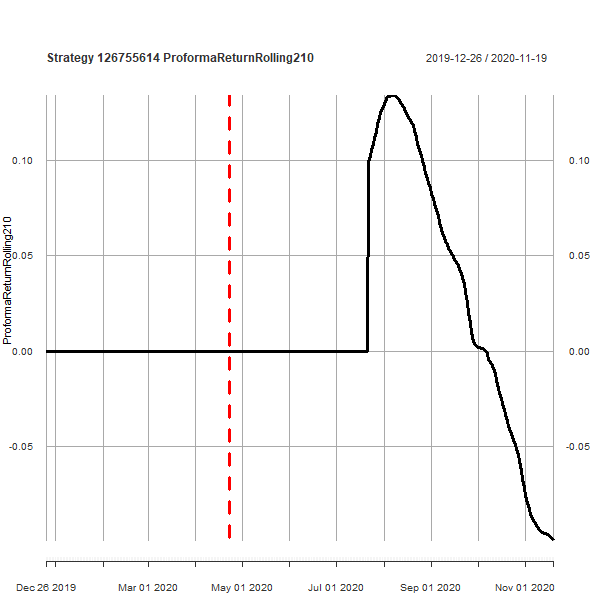 Strategy 126755614 ProformaReturnRolling210
2019-12-26 / 2020-11-19
ProformaReturnRolling210
0.10
0.05
0.00
-0.05
0.10
0.05
0.00
-0.05
Dec 26 2019
Mar 01 2020
May 01 2020
Jul 01 2020
Sep 01 2020
Nov 01 2020